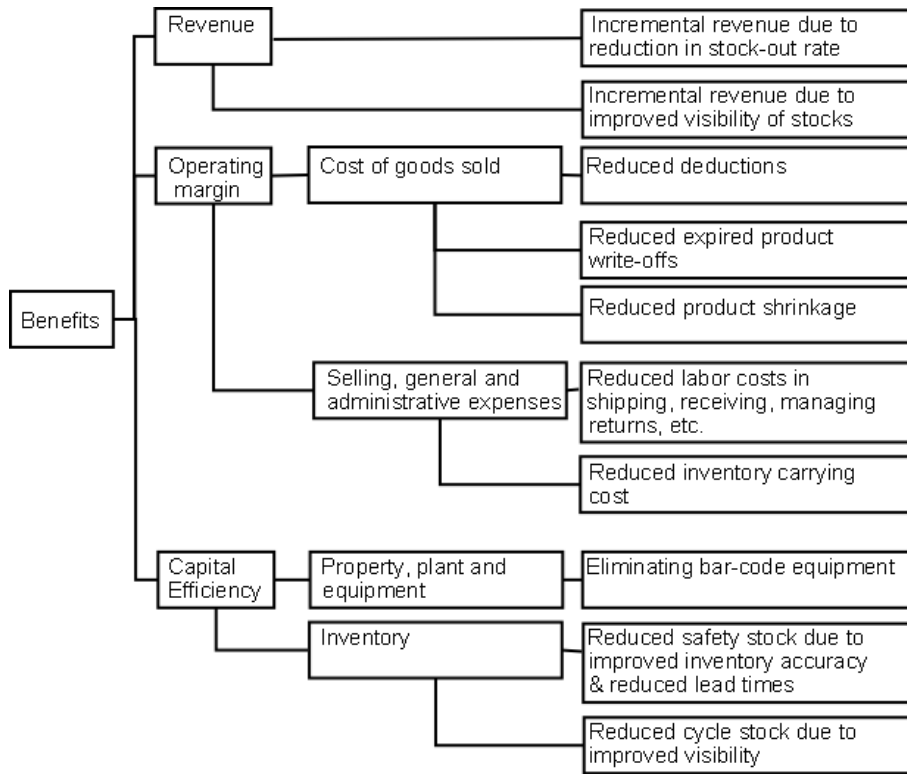 Revenue
Incremental revenue due to
reduction in stock-out rate
Incremental revenue due to
improved visibility of stocks
Operating
margin
Cost of goods sold
Reduced deductions
Reduced expired product
write-offs
Reduced product shrinkage
Benefits
Selling, general and
administrative expenses
Reduced labor costs in
shipping, receiving, managing
returns, etc.
Reduced inventory carrying
cost
Capital
Efficiency
Property, plant and
equipment
Eliminating bar-code equipment
Inventory
Reduced safety stock due to
improved inventory accuracy
& reduced lead times
Reduced cycle stock due to
improved visibility